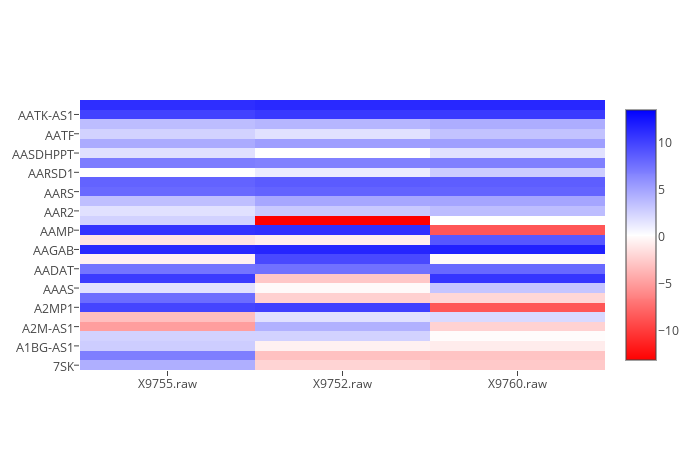 AATK-AS1
AATF
AASDHPPT
AARSD1
AARS
AAR2
AAMP
AAGAB
AADAT
AAAS
A2MP1
A2M-AS1
A1BG-AS1
7SK
X9755.raw
X9752.raw
X9760.raw
10
5
0
−5
−10